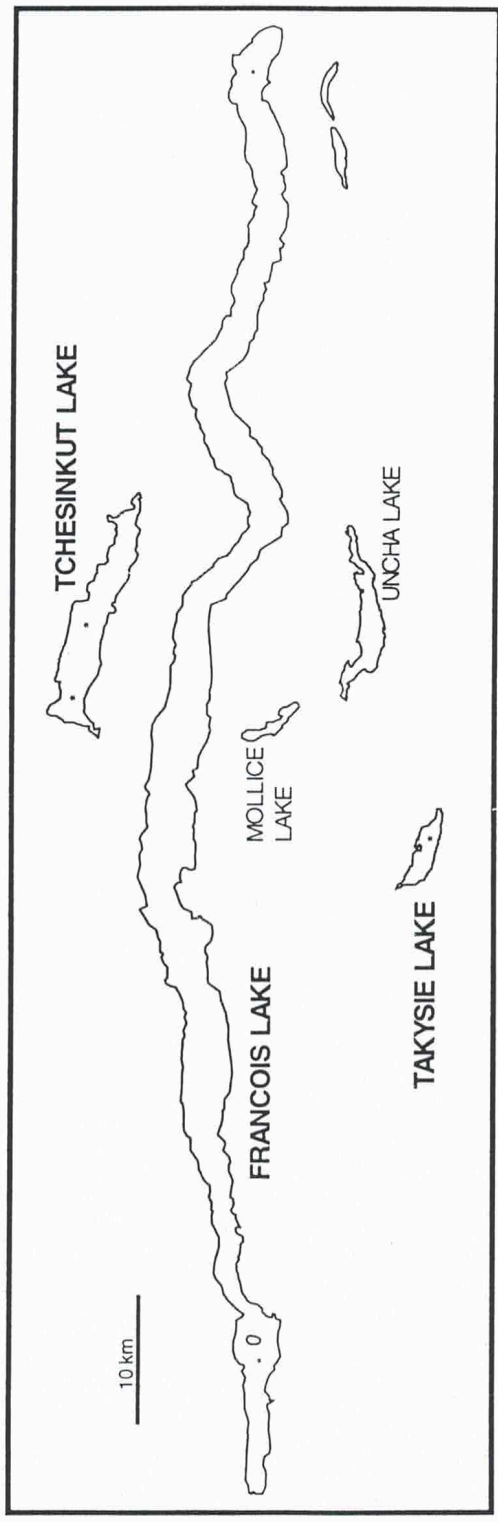 TCHESINKUT LAKE
UNCHA LAKE
MOLLICE
LAKE
FRANCOIS LAKE
TAKYSIE LAKE
10 km